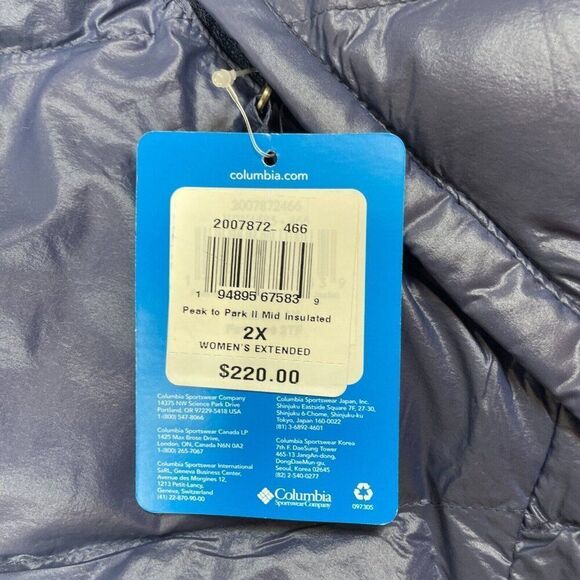 columbia.com
2007872466
2007872- 466
1 94895 67583 9
Peak to Park II Mid Insulated
2X
WOMEN'S EXTENDED
$220.00
Columbia Sportswear Company
14375 NW Science Park Drive
Portland, OR 97229-5418 USA
1-(800) 547-8066
Columbia Sportswear Canada LP
1425 Max Brose Drive,
London, ON, Canada N6N 0A2
1-(800) 265-7067
Columbia Sportswear International
SaRL, Geneva Business Center,
Avenue des Morgines 12,
1213 Petit-Lancy,
Geneva, Switzerland
(41) 22-870-90-00
Columbia Sportswear Japan, Inc.
Shinjuku Eastside Square 7F, 27-30,
Shinjuku 6-Chome, Shinjuku-ku
Tokyo 160-0022
(81) 3-6892-4601
Columbia Sportswear Korea
7th F. DaeSung Tower
465-13 JangAn-dong,
DongDaeMun-gu,
Seoul, Korea 02645
(82) 2-540-0277
Columbia
Sportswear Company
097305